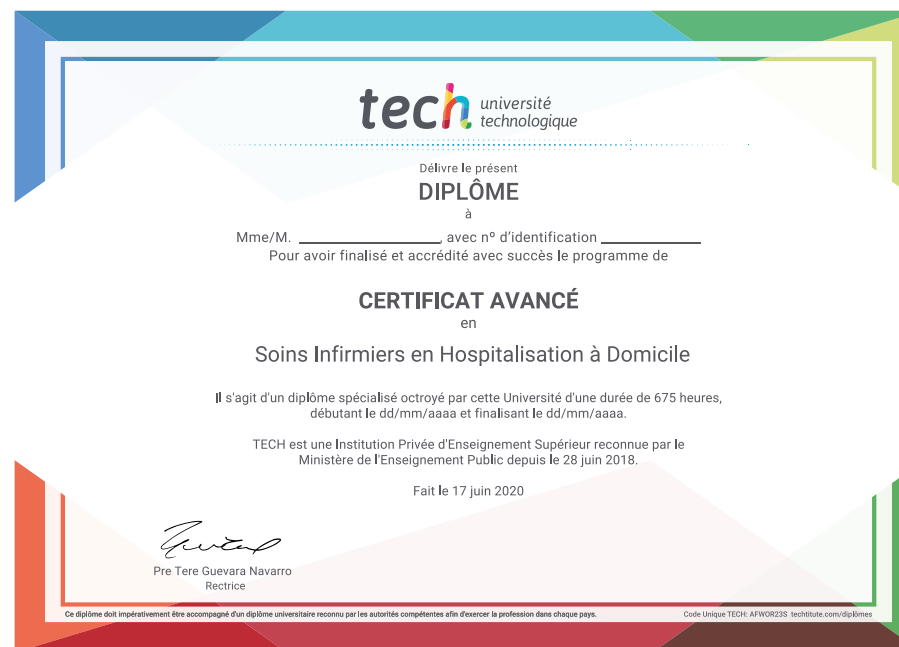 tech université
technologique
Délivre le présent
DIPLÔME
à
Mme/M. ____________________, avec nº d'identification ______________
Pour avoir finalisé et accrédité avec succès le programme de
CERTIFICAT AVANCÉ
en
Soins Infirmiers en Hospitalisation à Domicile
Il s'agit d'un diplôme spécialisé octroyé par cette Université d'une durée de 675 heures,
débutant le dd/mm/aaaa et finalisant le dd/mm/aaaa.
TECH est une Institution Privée d'Enseignement Supérieur reconnue par le
Ministère de l'Enseignement Public depuis le 28 juin 2018.
Fait le 17 juin 2020
Pre Tere Guevara Navarro
Rectrice
Ce diplôme doit impérativement être accompagné d'un diplôme universitaire reconnu par les autorités compétentes afin d'exercer la profession dans chaque pays.
Code Unique TECH: AFWOR23S techtitute.com/diplômes